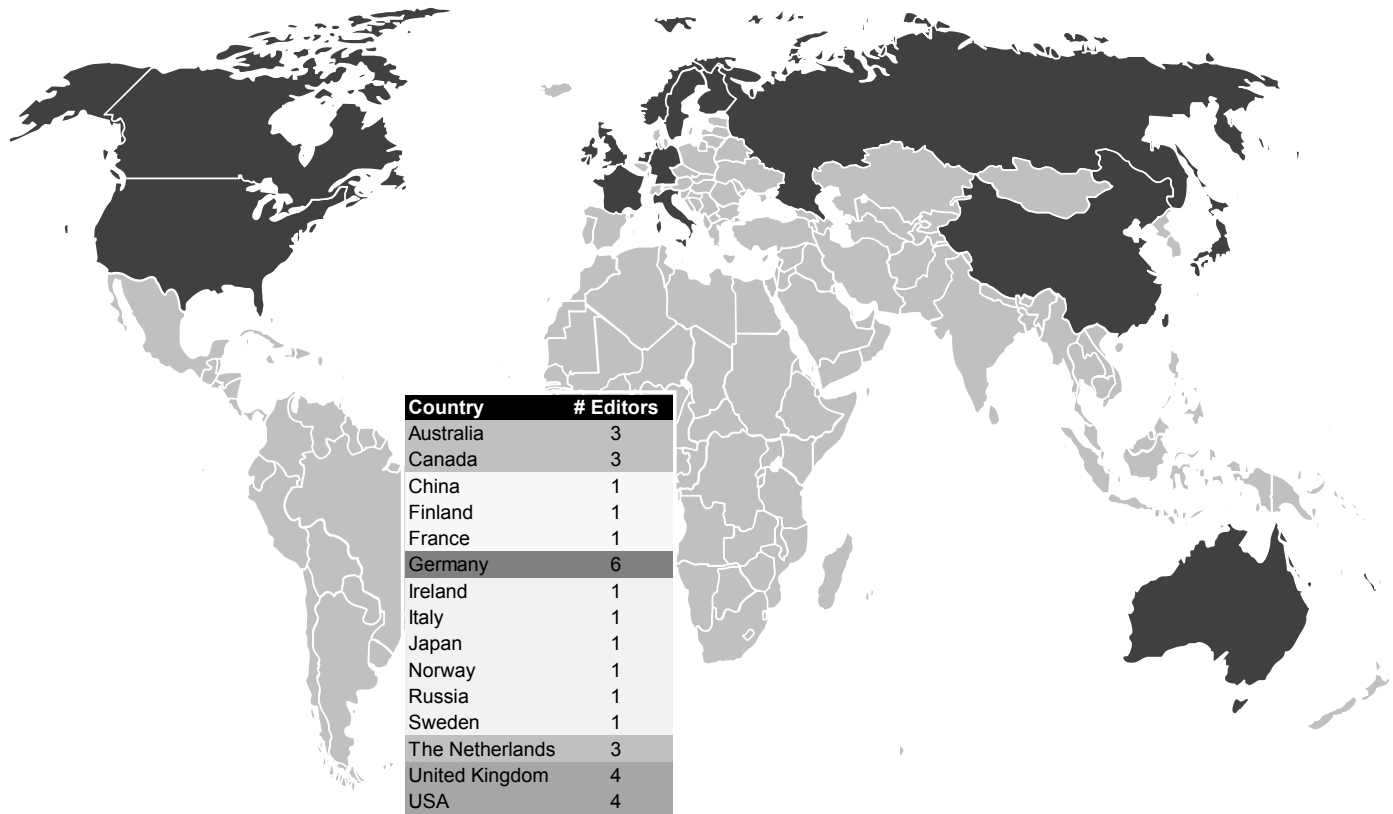 Country # Editors
Australia 3
Canada 3
China 1
Finland 1
France 1
Germany 6
Ireland 1
Italy 1
Japan 1
Norway 1
Russia 1
Sweden 1
The Netherlands 3
United Kingdom 4
USA 4